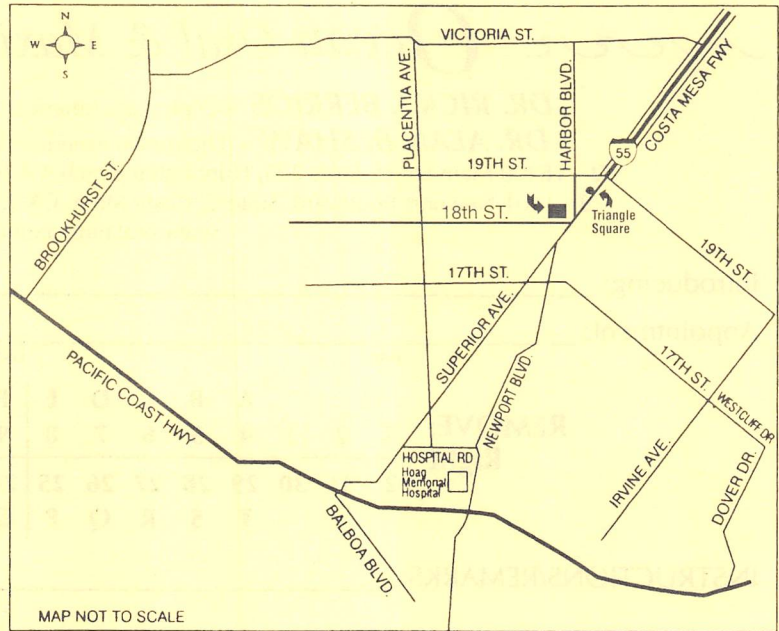 N
W E
S
VICTORIA ST.
PLACENTIA AVE.
HARBOR BLVD.
COSTA MESA FWY
55
BROOKHURST ST.
19TH ST.
18th ST.
Triangle
Square
19TH ST.
17TH ST.
SUPERIOR AVE.
NEWPORT BLVD.
17TH ST.
WESTCLIFF DR
PACIFIC COAST HWY
HOSPITAL RD
Hoag
Memorial
Hospital
IRVINE AVE.
DOVER DR.
BALBOA BLVD.
MAP NOT TO SCALE